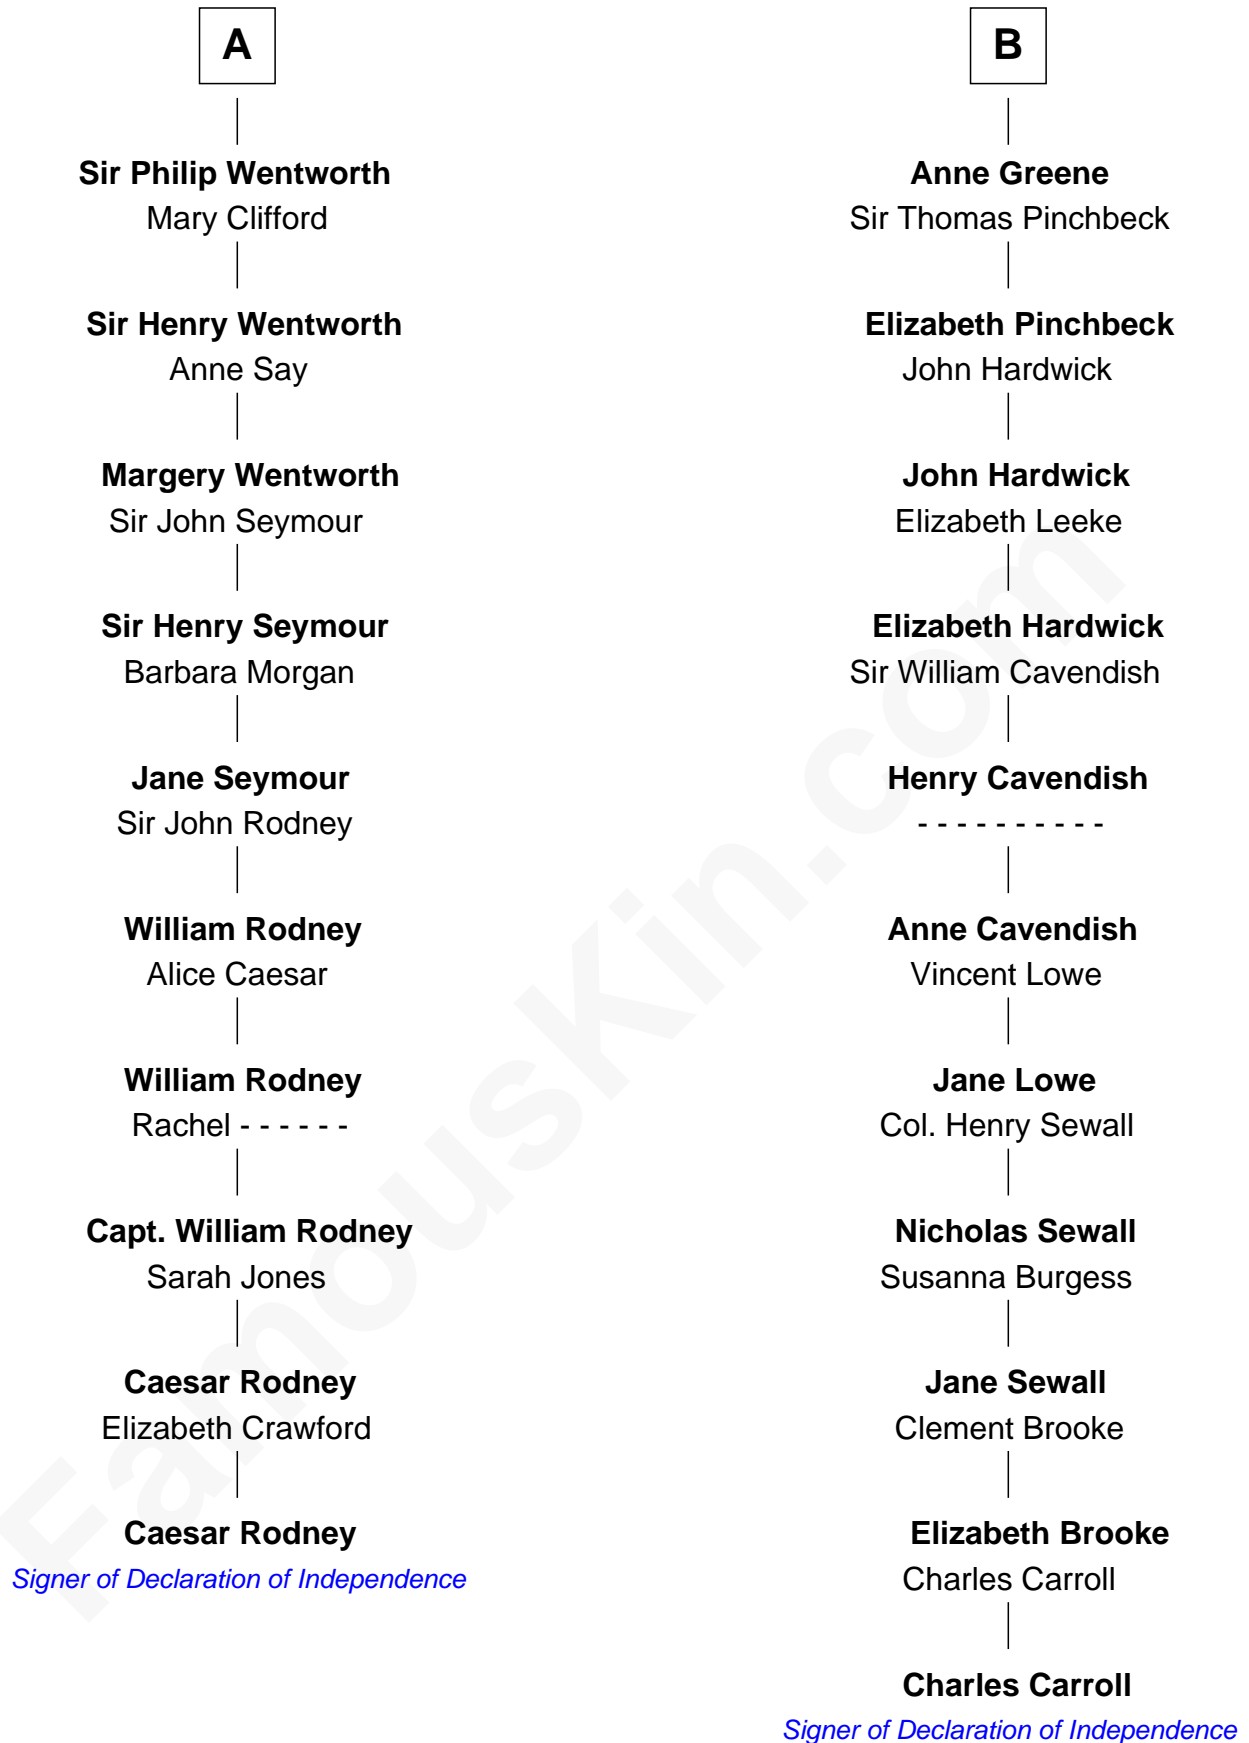 A
Sir Philip Wentworth
Mary Clifford
Sir Henry Wentworth
Anne Say
Margery Wentworth
Sir John Seymour
Sir Henry Seymour
Barbara Morgan
Jane Seymour
Sir John Rodney
William Rodney
Alice Caesar
William Rodney
Rachel - - - - - -
Capt. William Rodney
Sarah Jones
Caesar Rodney
Elizabeth Crawford
Caesar Rodney
Signer of Declaration of Independence
B
Anne Greene
Sir Thomas Pinchbeck
Elizabeth Pinchbeck
John Hardwick
John Hardwick
Elizabeth Leeke
Elizabeth Hardwick
Sir William Cavendish
Henry Cavendish
- - - - - - - - - -
Anne Cavendish
Vincent Lowe
Jane Lowe
Col. Henry Sewall
Nicholas Sewall
Susanna Burgess
Jane Sewall
Clement Brooke
Elizabeth Brooke
Charles Carroll
Charles Carroll
Signer of Declaration of Independence
FamousKin.com